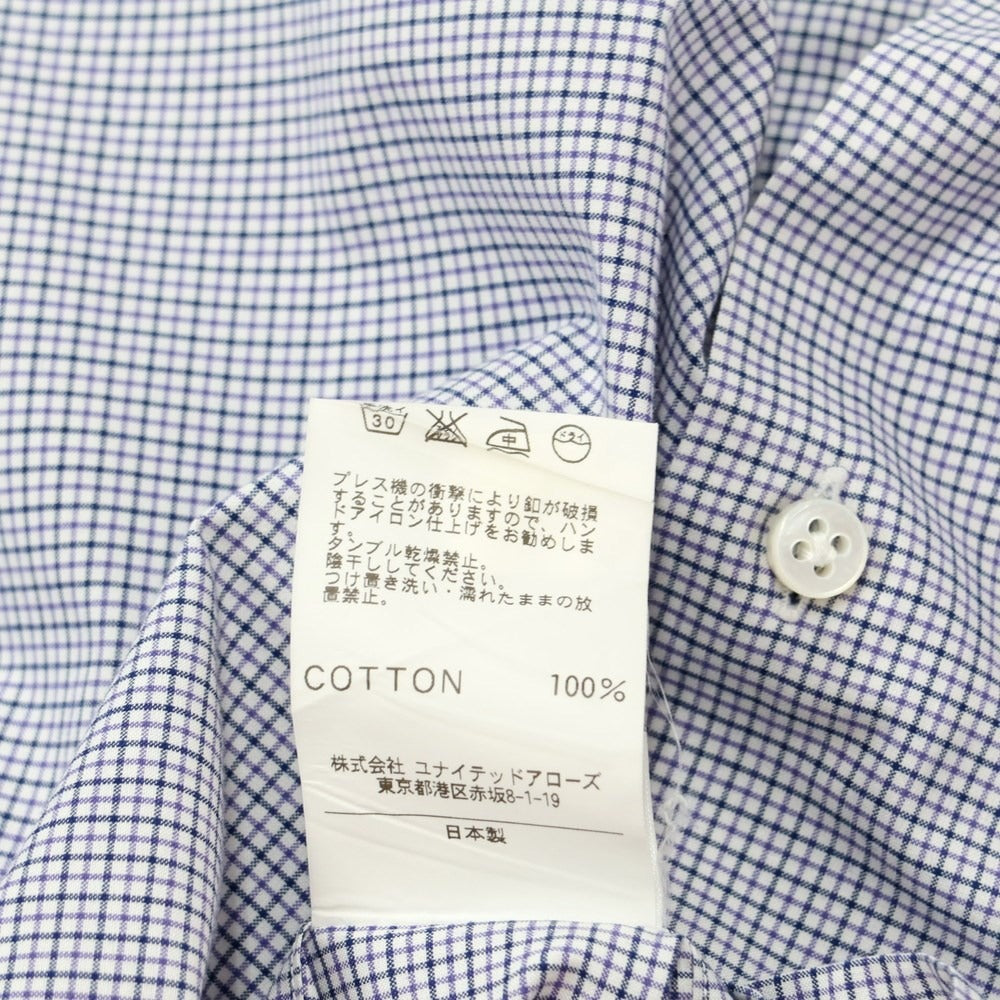 30 中 ドライ
プレス機の衝撃により釦が破損
することがありますので、ハン
ドアイロン仕上げをお勧めしま
す。
タンブル乾燥禁止。
陰干ししてください。
つけ置き洗い・濡れたままの放
置禁止。
COTTON 100%
株式会社 ユナイテッドアローズ
東京都港区赤坂8-1-19
日本製